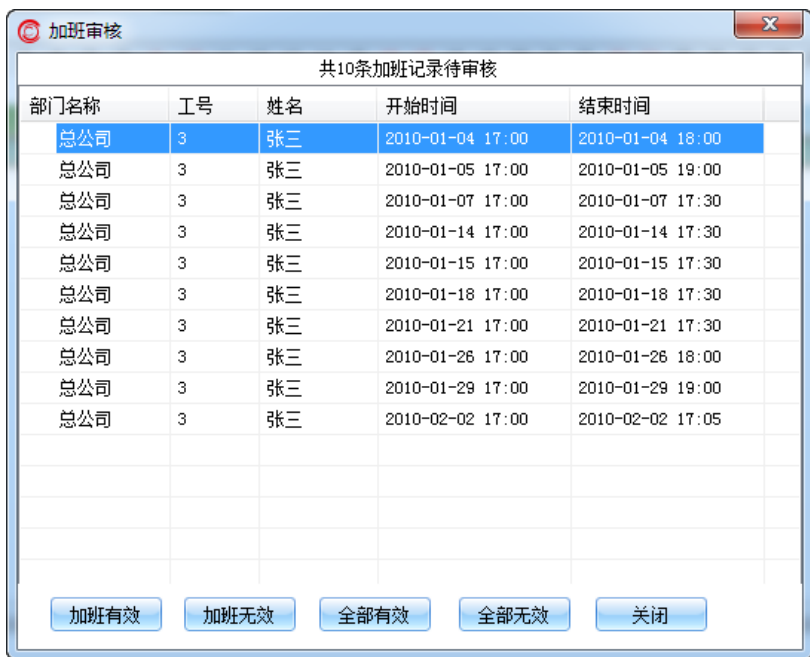 加班审核
共10条加班记录待审核
部门名称 工号 姓名 开始时间 结束时间
总公司 3 张三 2010-01-04 17:00 2010-01-04 18:00
总公司 3 张三 2010-01-05 17:00 2010-01-05 19:00
总公司 3 张三 2010-01-07 17:00 2010-01-07 17:30
总公司 3 张三 2010-01-14 17:00 2010-01-14 17:30
总公司 3 张三 2010-01-15 17:00 2010-01-15 17:30
总公司 3 张三 2010-01-18 17:00 2010-01-18 17:30
总公司 3 张三 2010-01-21 17:00 2010-01-21 17:30
总公司 3 张三 2010-01-26 17:00 2010-01-26 18:00
总公司 3 张三 2010-01-29 17:00 2010-01-29 19:00
总公司 3 张三 2010-02-02 17:00 2010-02-02 17:05
加班有效 加班无效 全部有效 全部无效 关闭